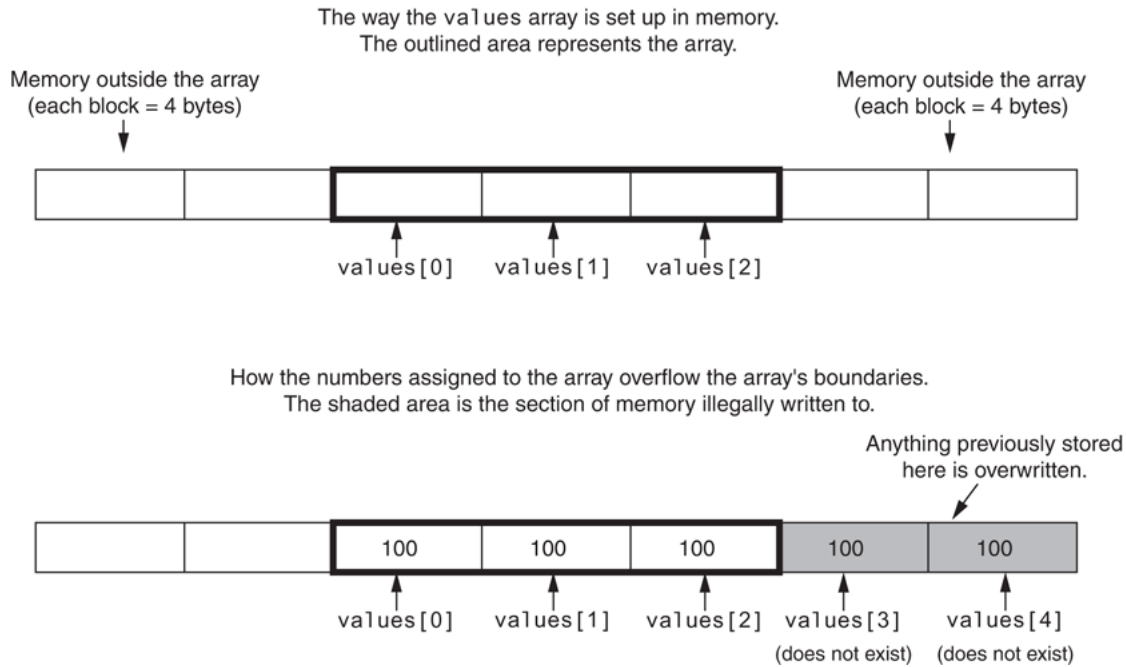 The way the values array is set up in memory.
The outlined area represents the array.
Memory outside the array
(each block = 4 bytes)
Memory outside the array
(each block = 4 bytes)
values[0] values[1] values[2]
How the numbers assigned to the array overflow the array's boundaries.
The shaded area is the section of memory illegally written to.
Anything previously stored
here is overwritten.
100 100 100 100 100
values[0] values[1] values[2] values[3] values[4]
(does not exist) (does not exist)